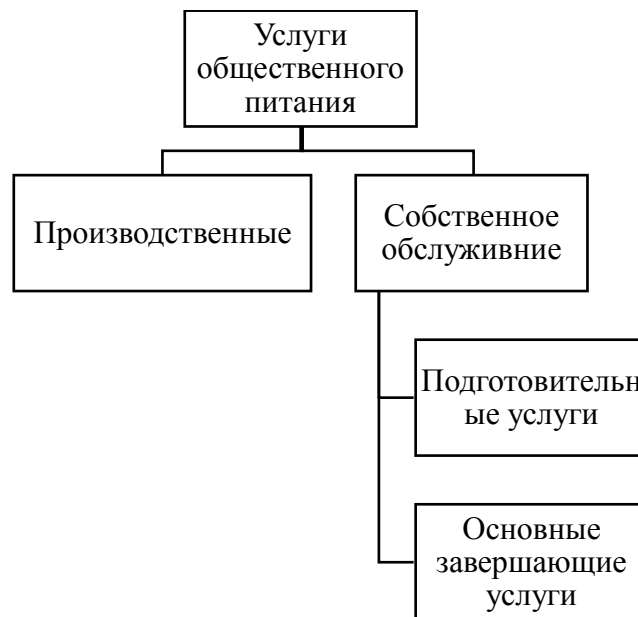 Услуги
общественного
питания
Производственные
Собственное
обслуживние
Подготовительн
ые услуги
Основные
завершающие
услуги